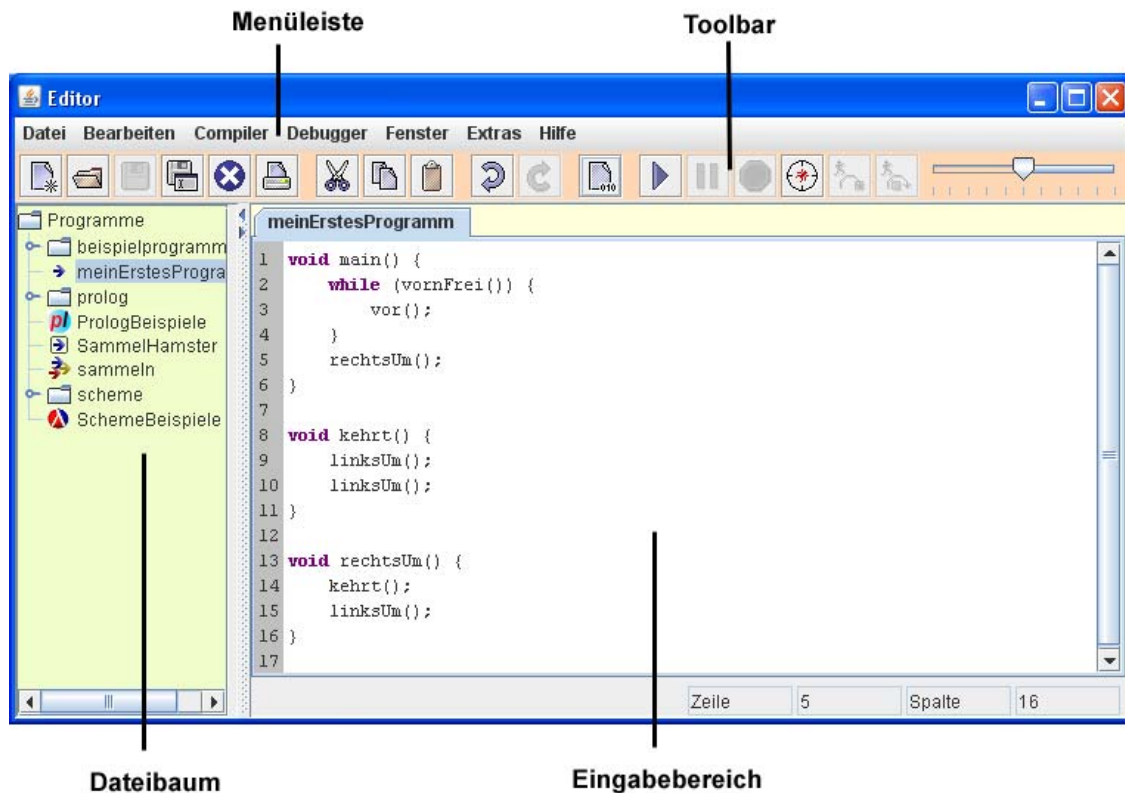 Menüleiste
Toolbar
Editor
Datei Bearbeiten Compiler Debugger Fenster Extras Hilfe
010
Programme
beispielprogramm
meinErstesProgra
prolog
pl PrologBeispiele
SammelHamster
sammeln
scheme
SchemeBeispiele
meinErstesProgramm
1 void main() {
2 while (vornFrei()) {
3 vor();
4 }
5 rechtsUm();
6 }
7
8 void kehrt() {
9 linksUm();
10 linksUm();
11 }
12
13 void rechtsUm() {
14 kehrt();
15 linksUm();
16 }
17
Zeile 5 Spalte 16
Dateibaum
Eingabebereich